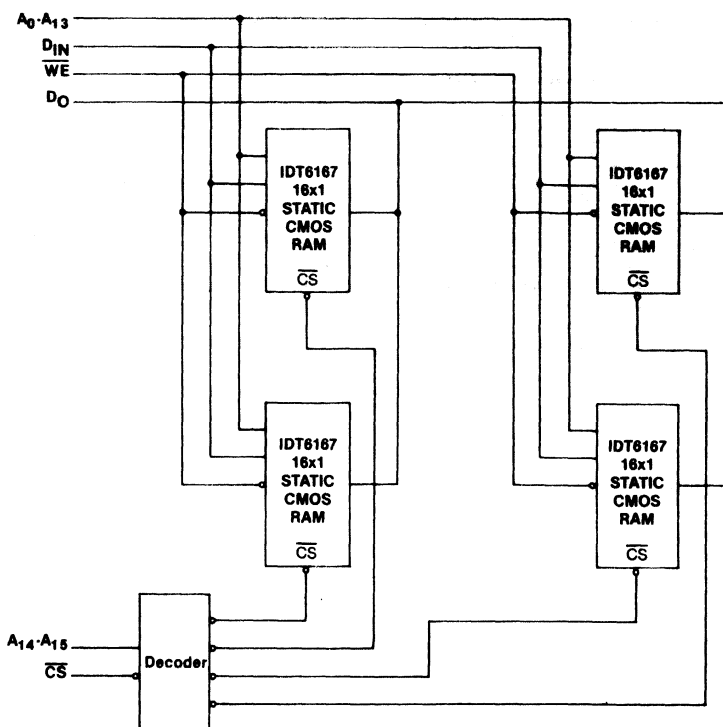 A0-A13
DIN
WE
DO
IDT6167
16x1
STATIC
CMOS
RAM
CS
IDT6167
16x1
STATIC
CMOS
RAM
CS
IDT6167
16x1
STATIC
CMOS
RAM
CS
IDT6167
16x1
STATIC
CMOS
RAM
CS
A14-A15
CS
Decoder